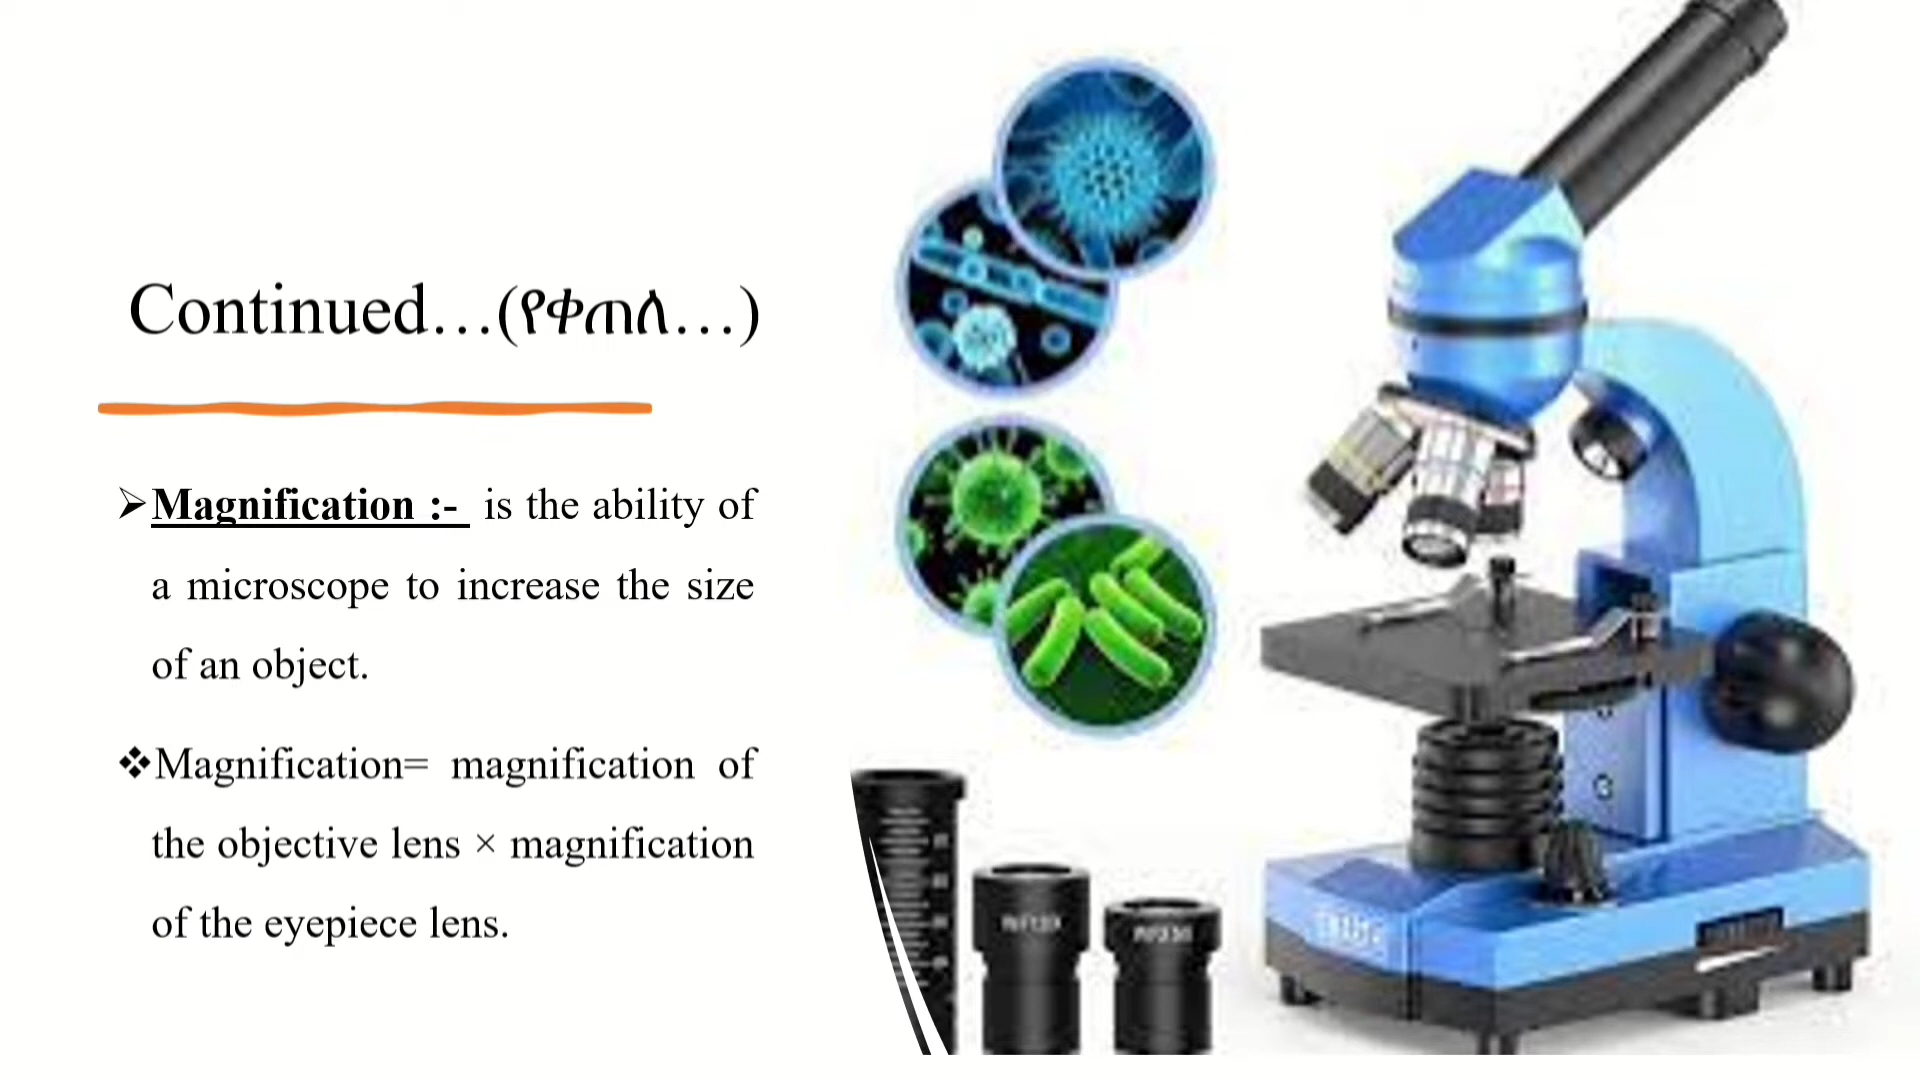 Continued…(የቀጠለ…)
➢Magnification :- is the ability of
a microscope to increase the size
of an object.
❖Magnification= magnification of
the objective lens × magnification
of the eyepiece lens.